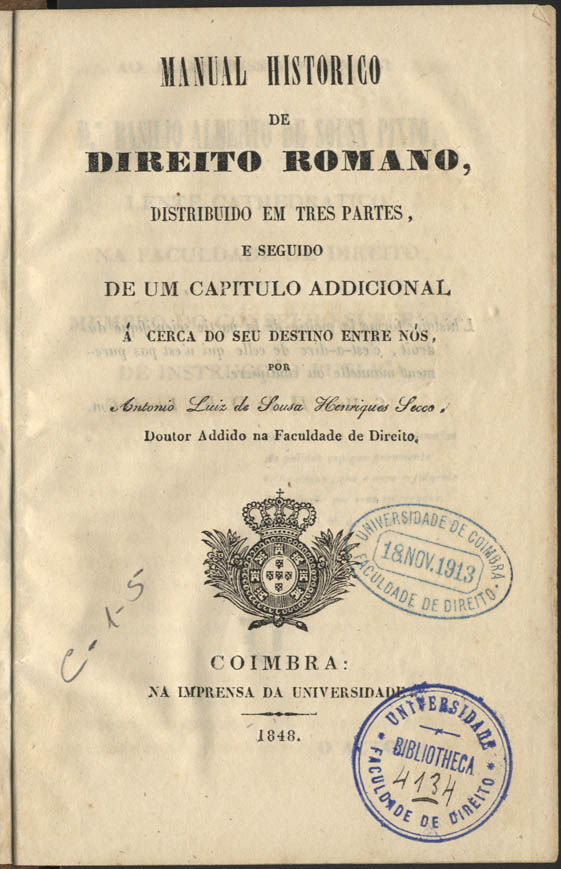 MANUAL HISTORICO
DE
DIREITO ROMANO,
DISTRIBUIDO EM TRES PARTES,
E SEGUIDO
DE UM CAPITULO ADDICIONAL
Á CERCA DO SEU DESTINO ENTRE NÓS,
POR
Antonio Luiz de Sousa Henriques Secco,
Doutor Addido na Faculdade de Direito.
UNIVERSIDADE DE COIMBRA
18.NOV.1913
FACULDADE DE DIREITO
C-1-5
COIMBRA:
NA IMPRENSA DA UNIVERSIDADE.
1848.
UNIVERSIDADE
BIBLIOTHECA
4134
FACULDADE DE DIREITO